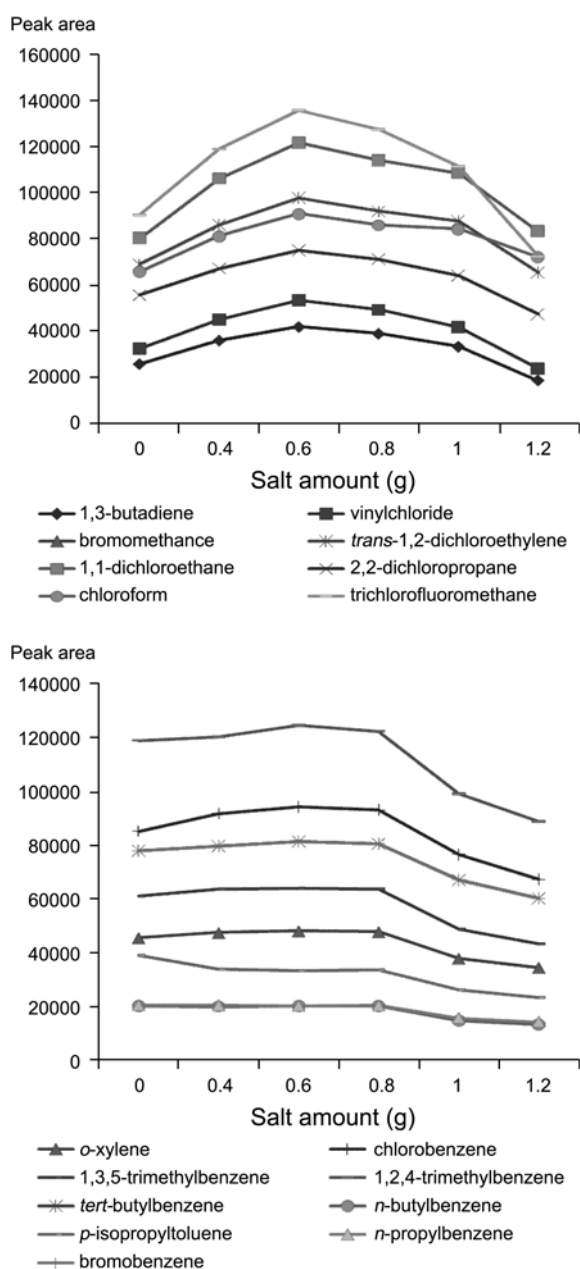 Peak area
160000
140000
120000
100000
80000
60000
40000
20000
0
0 0.4 0.6 0.8 1 1.2
Salt amount (g)
1,3-butadiene vinylchloride
bromomethance trans-1,2-dichloroethylene
1,1-dichloroethane 2,2-dichloropropane
chloroform trichlorofluoromethane
Peak area
140000
120000
100000
80000
60000
40000
20000
0
0 0.4 0.6 0.8 1 1.2
Salt amount (g)
o-xylene chlorobenzene
1,3,5-trimethylbenzene 1,2,4-trimethylbenzene
tert-butylbenzene n-butylbenzene
p-isopropyltoluene n-propylbenzene
bromobenzene